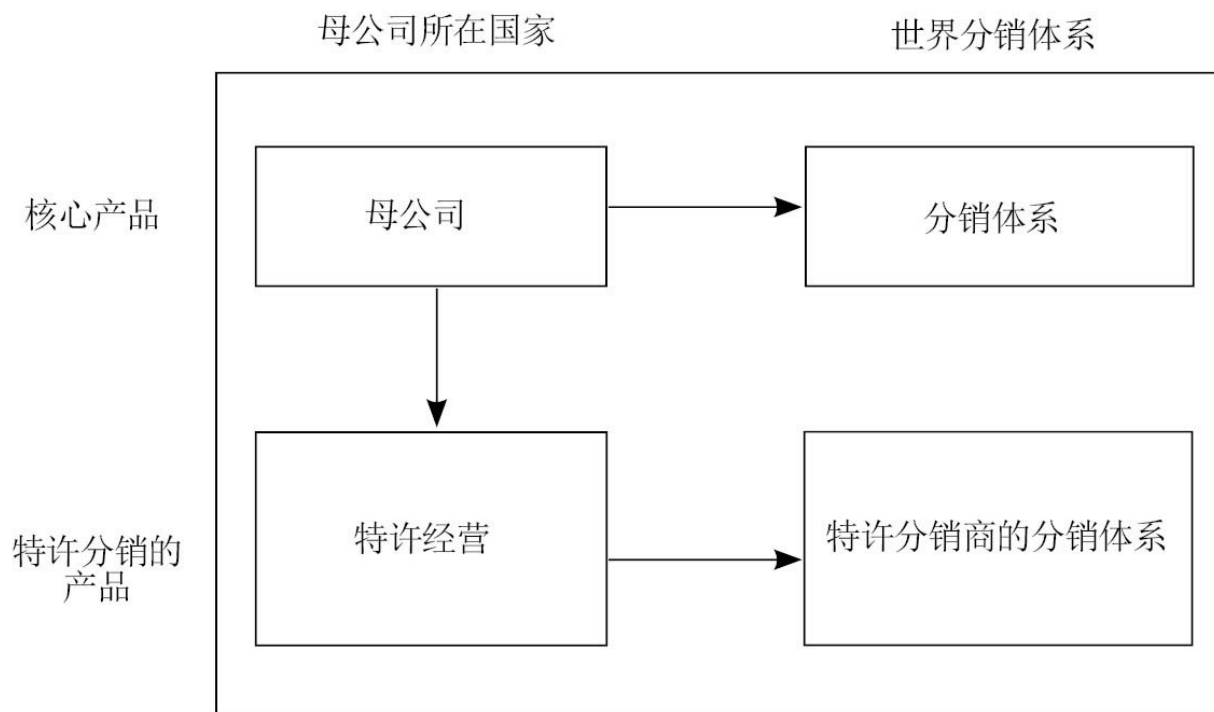 母公司所在国家
世界分销体系
核心产品
母公司
分销体系
特许分销的
产品
特许经营
特许分销商的分销体系